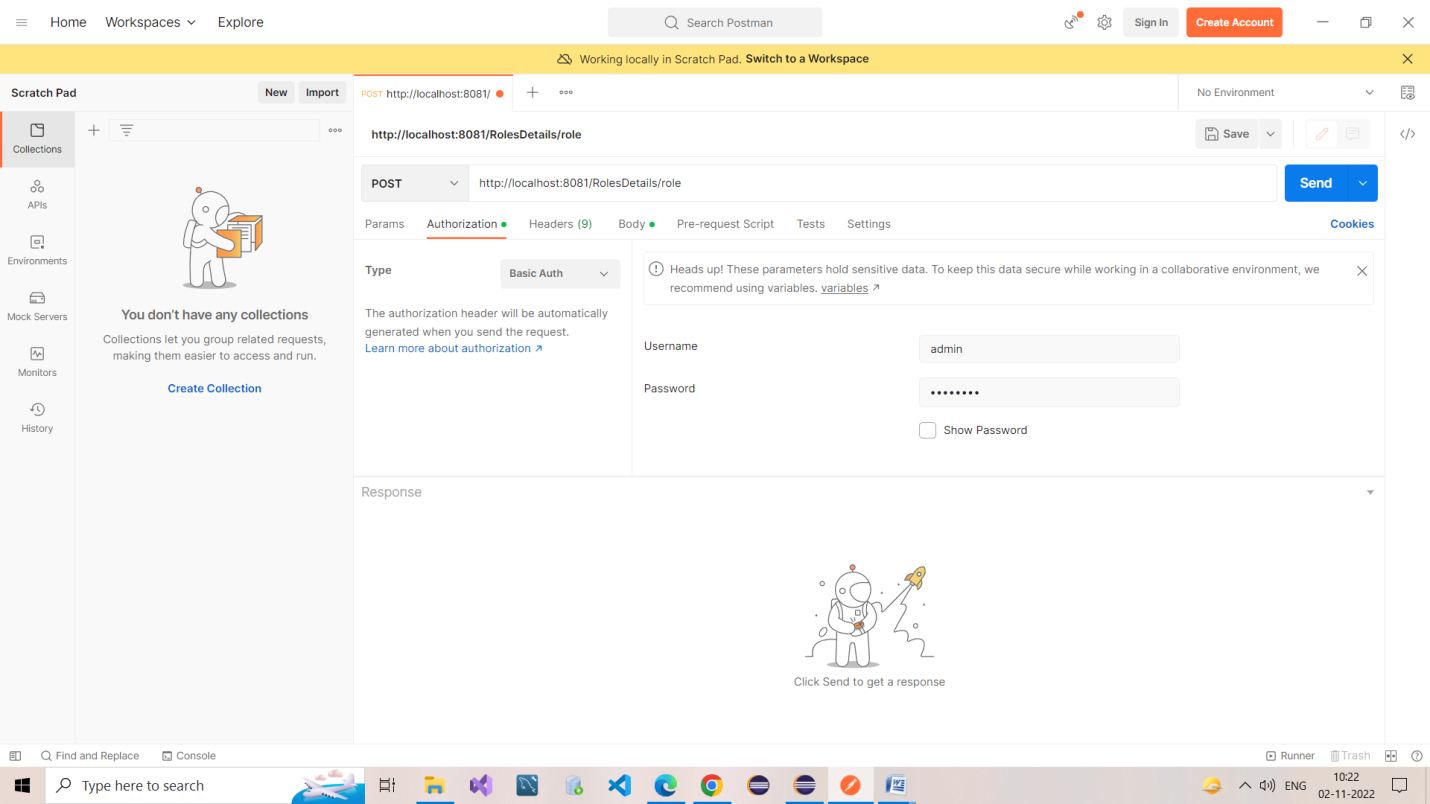 Home Workspaces Explore Search Postman Sign In Create Account
Working locally in Scratch Pad. Switch to a Workspace
Scratch Pad New Import
POST http://localhost:8081/ No Environment
http://localhost:8081/RolesDetails/role Save
POST http://localhost:8081/RolesDetails/role Send
Params Authorization Headers (9) Body Pre-request Script Tests Settings Cookies
Collections
APIs
Environments
Mock Servers
Monitors
History
You don't have any collections
Collections let you group related requests,
making them easier to access and run.
Create Collection
Type Basic Auth
The authorization header will be automatically
generated when you send the request.
Learn more about authorization ↗
Heads up! These parameters hold sensitive data. To keep this data secure while working in a collaborative environment, we
recommend using variables. variables ↗
Username admin
Password ••••••••
Show Password
Response
Click Send to get a response
Find and Replace Console Runner Trash
Type here to search ENG 10:22
02-11-2022